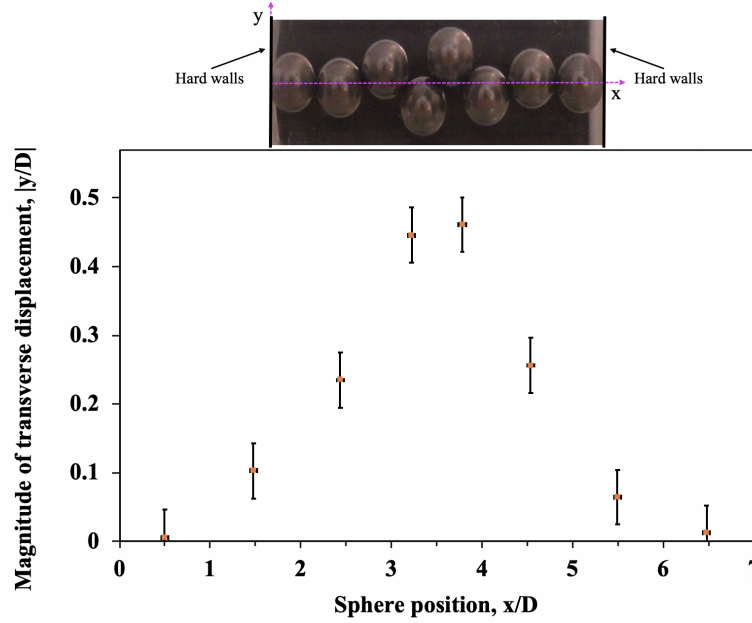 y
Hard walls
Hard walls
x
Magnitude of transverse displacement, |y/D|
0.5
0.4
0.3
0.2
0.1
0
0 1 2 3 4 5 6 7
Sphere position, x/D